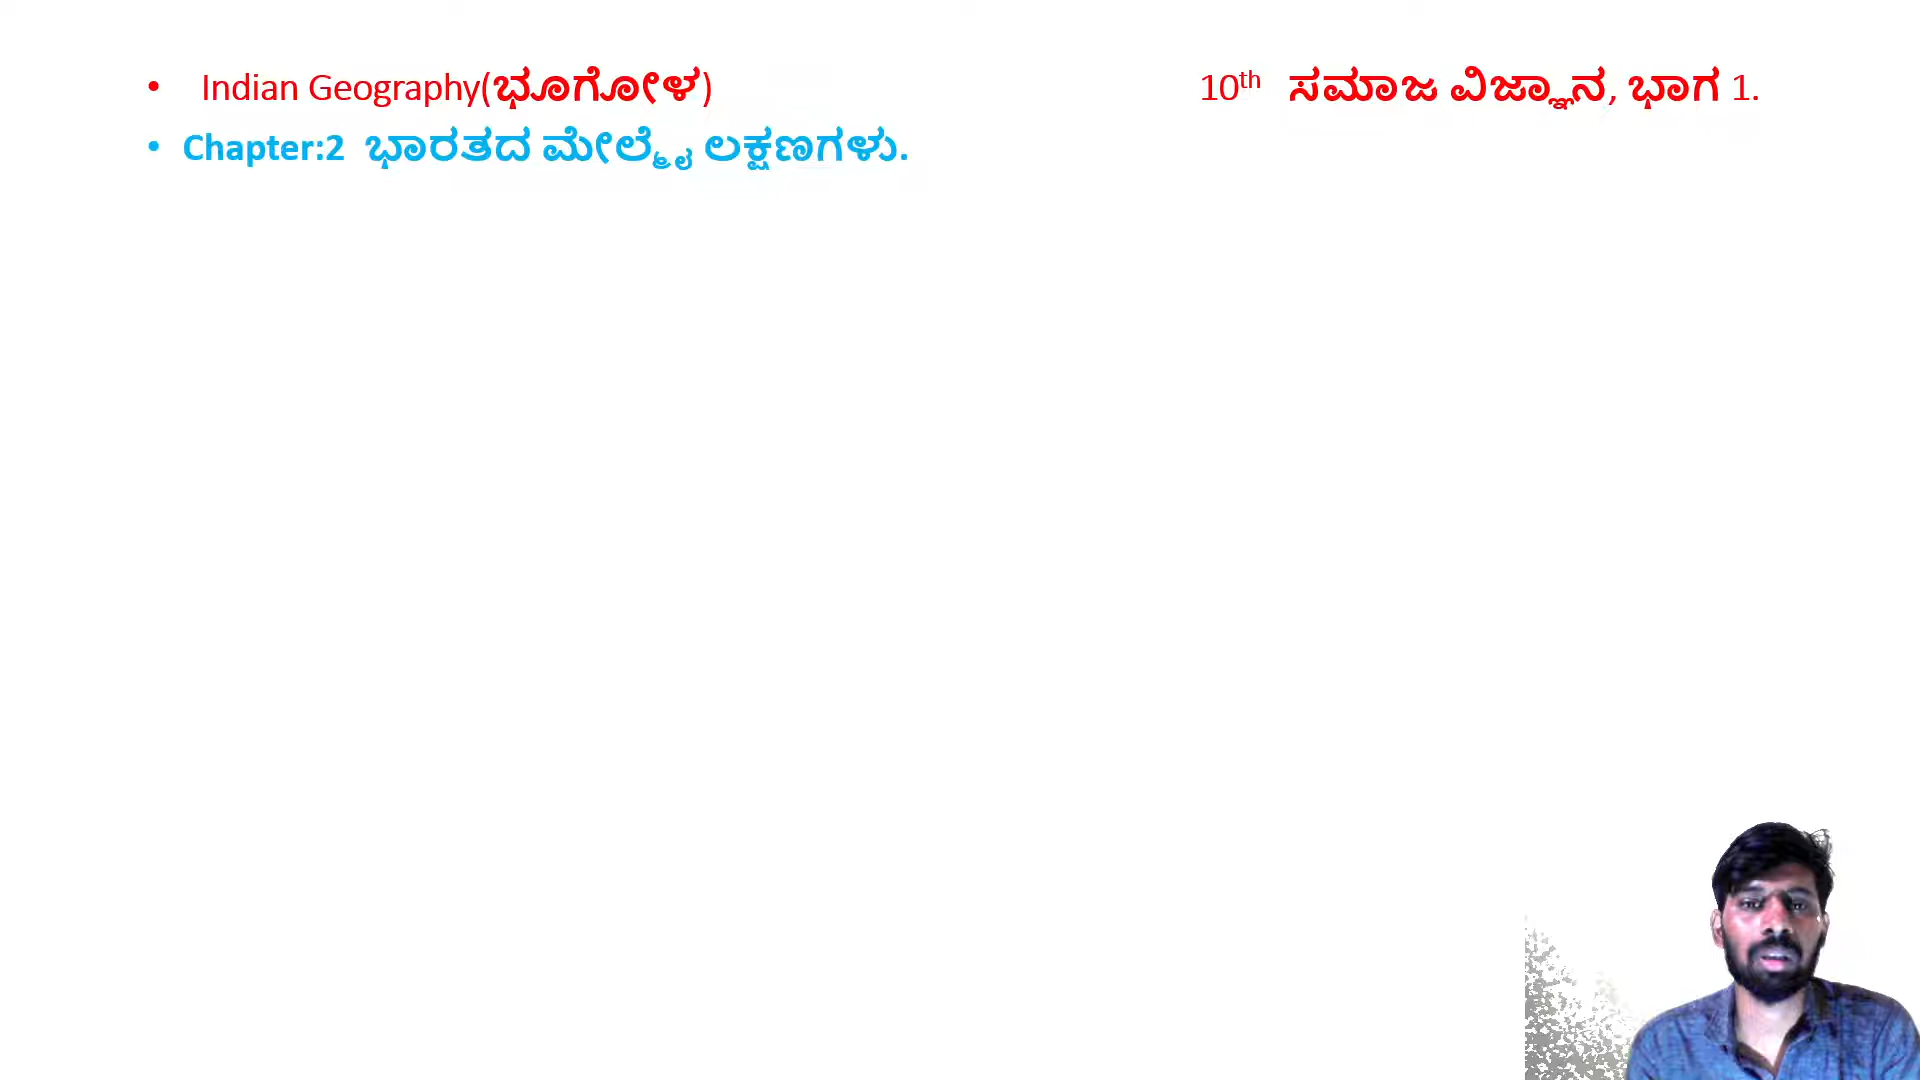 • Indian Geography(ಭೂಗೋಳ) 10th ಸಮಾಜ ವಿಜ್ಞಾನ, ಭಾಗ 1.
• Chapter:2 ಭಾರತದ ಮೇಲ್ಮೈ ಲಕ್ಷಣಗಳು.